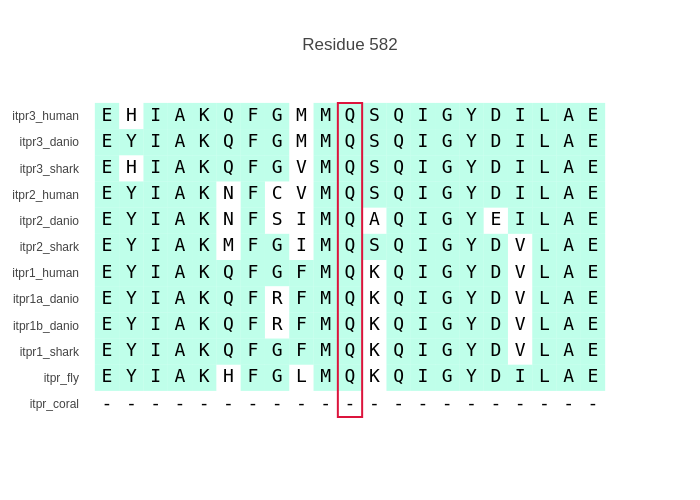 Residue 582
itpr3_human E H I A K Q F G M M Q S Q I G Y D I L A E
itpr3_danio E Y I A K Q F G M M Q S Q I G Y D I L A E
itpr3_shark E H I A K Q F G V M Q S Q I G Y D I L A E
itpr2_human E Y I A K N F C V M Q S Q I G Y D I L A E
itpr2_danio E Y I A K N F S I M Q A Q I G Y E I L A E
itpr2_shark E Y I A K M F G I M Q S Q I G Y D V L A E
itpr1_human E Y I A K Q F G F M Q K Q I G Y D V L A E
itpr1a_danio E Y I A K Q F R F M Q K Q I G Y D V L A E
itpr1b_danio E Y I A K Q F R F M Q K Q I G Y D V L A E
itpr1_shark E Y I A K Q F G F M Q K Q I G Y D V L A E
itpr_fly E Y I A K H F G L M Q K Q I G Y D I L A E
itpr_coral - - - - - - - - - - - - - - - - - - - - -